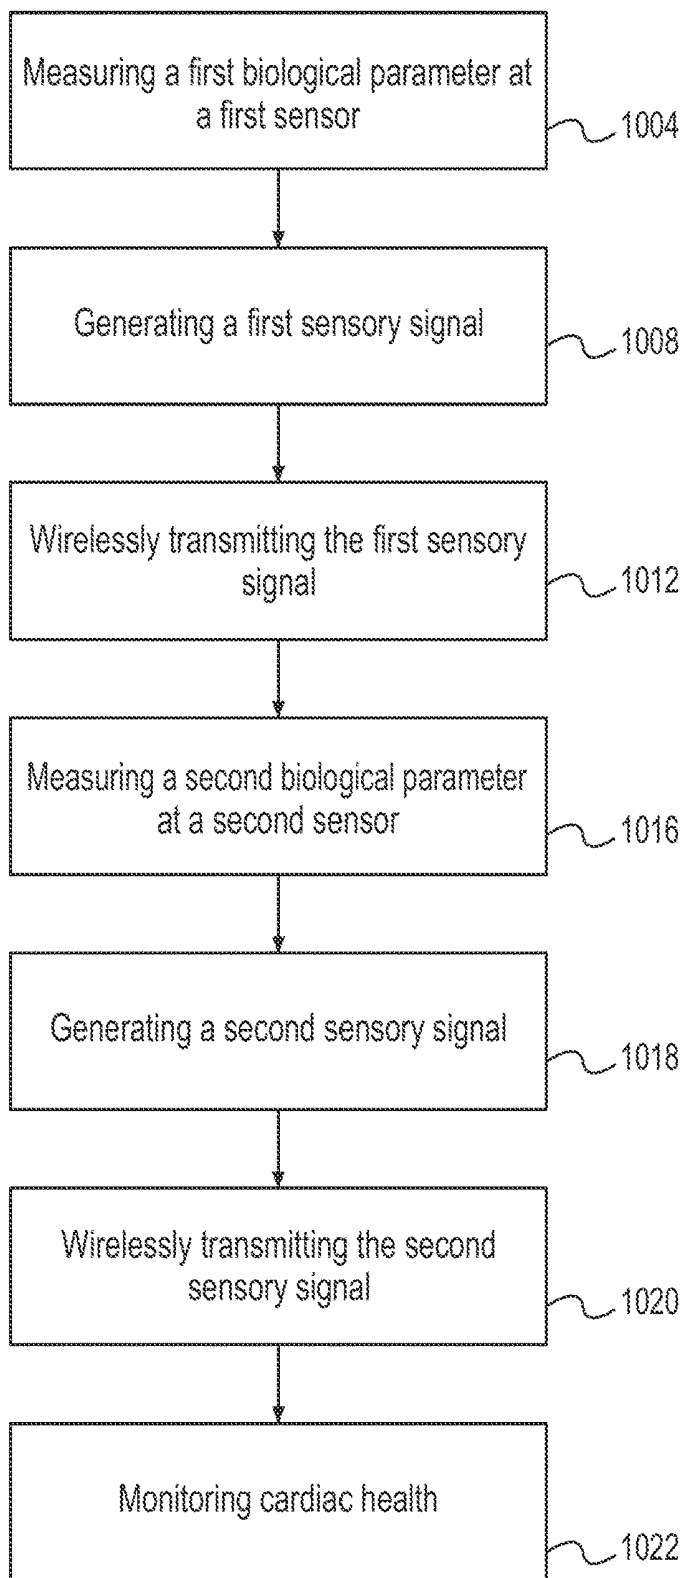 Measuring a first biological parameter at
a first sensor
1004
Generating a first sensory signal
1008
Wirelessly transmitting the first sensory
signal
1012
Measuring a second biological parameter
at a second sensor
1016
Generating a second sensory signal
1018
Wirelessly transmitting the second
sensory signal
1020
Monitoring cardiac health
1022